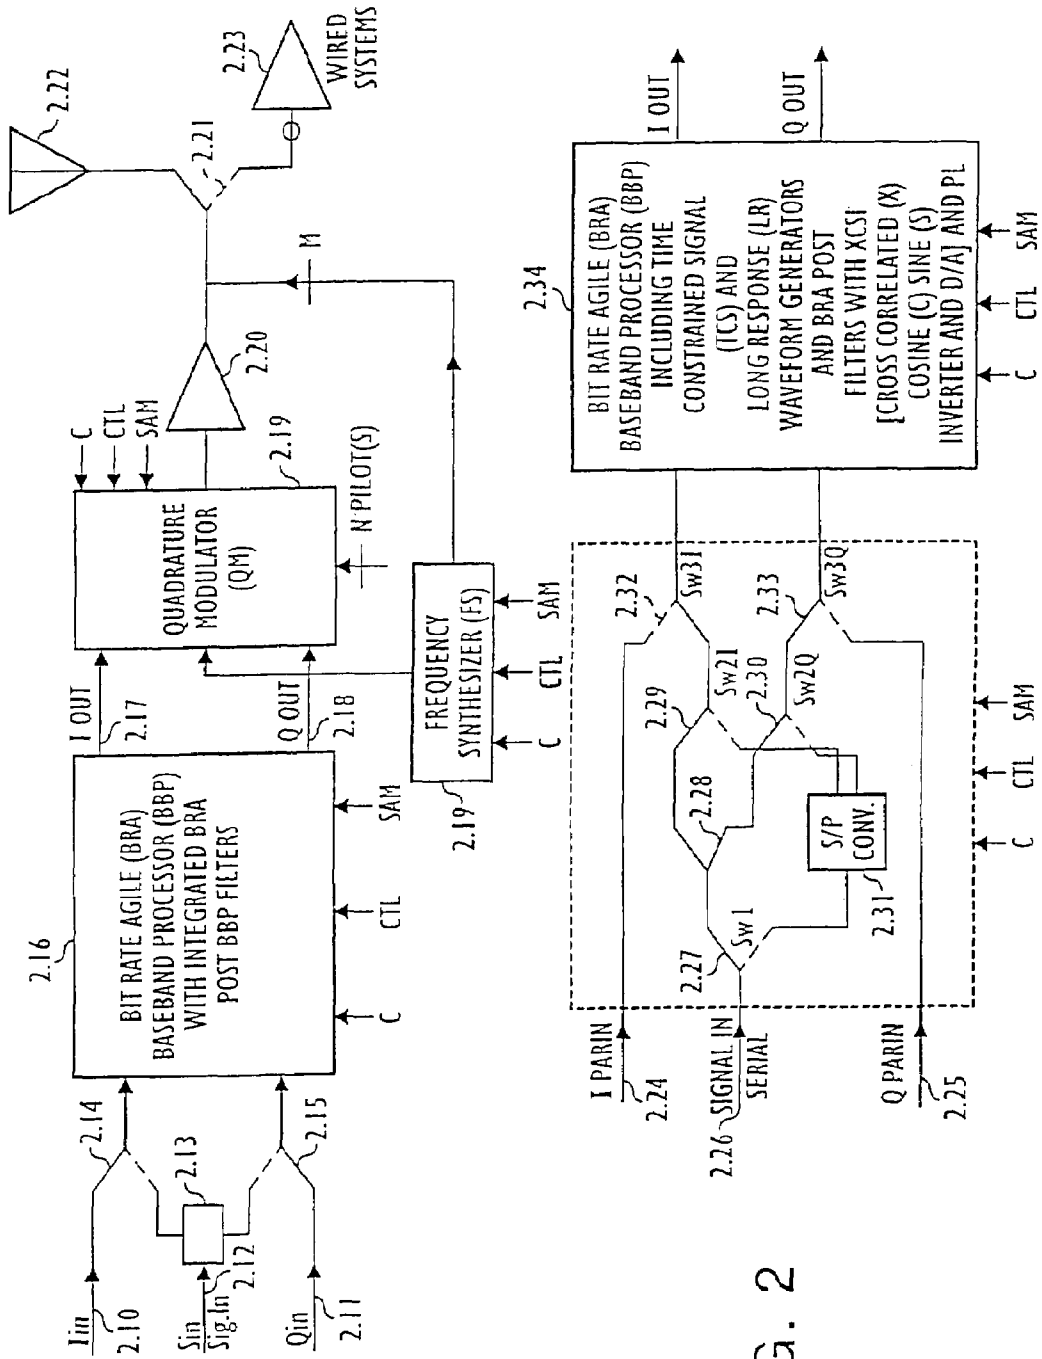 Iin
2.10
Sin
Sig.In
2.12
Qin
2.11
2.13
2.14
2.15
2.16
BIT RATE AGILE (BRA)
BASEBAND PROCESSOR (BBP)
WITH INTEGRATED BRA
POST BBP FILTERS
C
CTL
SAM
I OUT
2.17
Q OUT
2.18
QUADRATURE
MODULATOR
(QM)
C
CTL
SAM
2.19
N PILOT(S)
FREQUENCY
SYNTHESIZER (FS)
2.19
C
CTL
SAM
2.20
M
2.21
2.22
2.23
WIRED
SYSTEMS
I PARIN
2.24
SIGNAL IN
SERIAL
2.26
Q PARIN
2.25
2.27
Sw1
2.28
2.29
Sw2I
2.30
Sw2Q
S/P
CONV.
2.31
2.32
Sw3I
2.33
Sw3Q
C
CTL
SAM
2.34
BIT RATE AGILE (BRA)
BASEBAND PROCESSOR (BBP)
INCLUDING TIME
CONSTRAINED SIGNAL
(TCS) AND
LONG RESPONSE (LR)
WAVEFORM GENERATORS
AND BRA POST
FILTERS WITH XCSI
[CROSS CORRELATED (X)
COSINE (C) SINE (S)
INVERTER AND D/A] AND PL
C
CTL
SAM
I OUT
Q OUT
G. 2